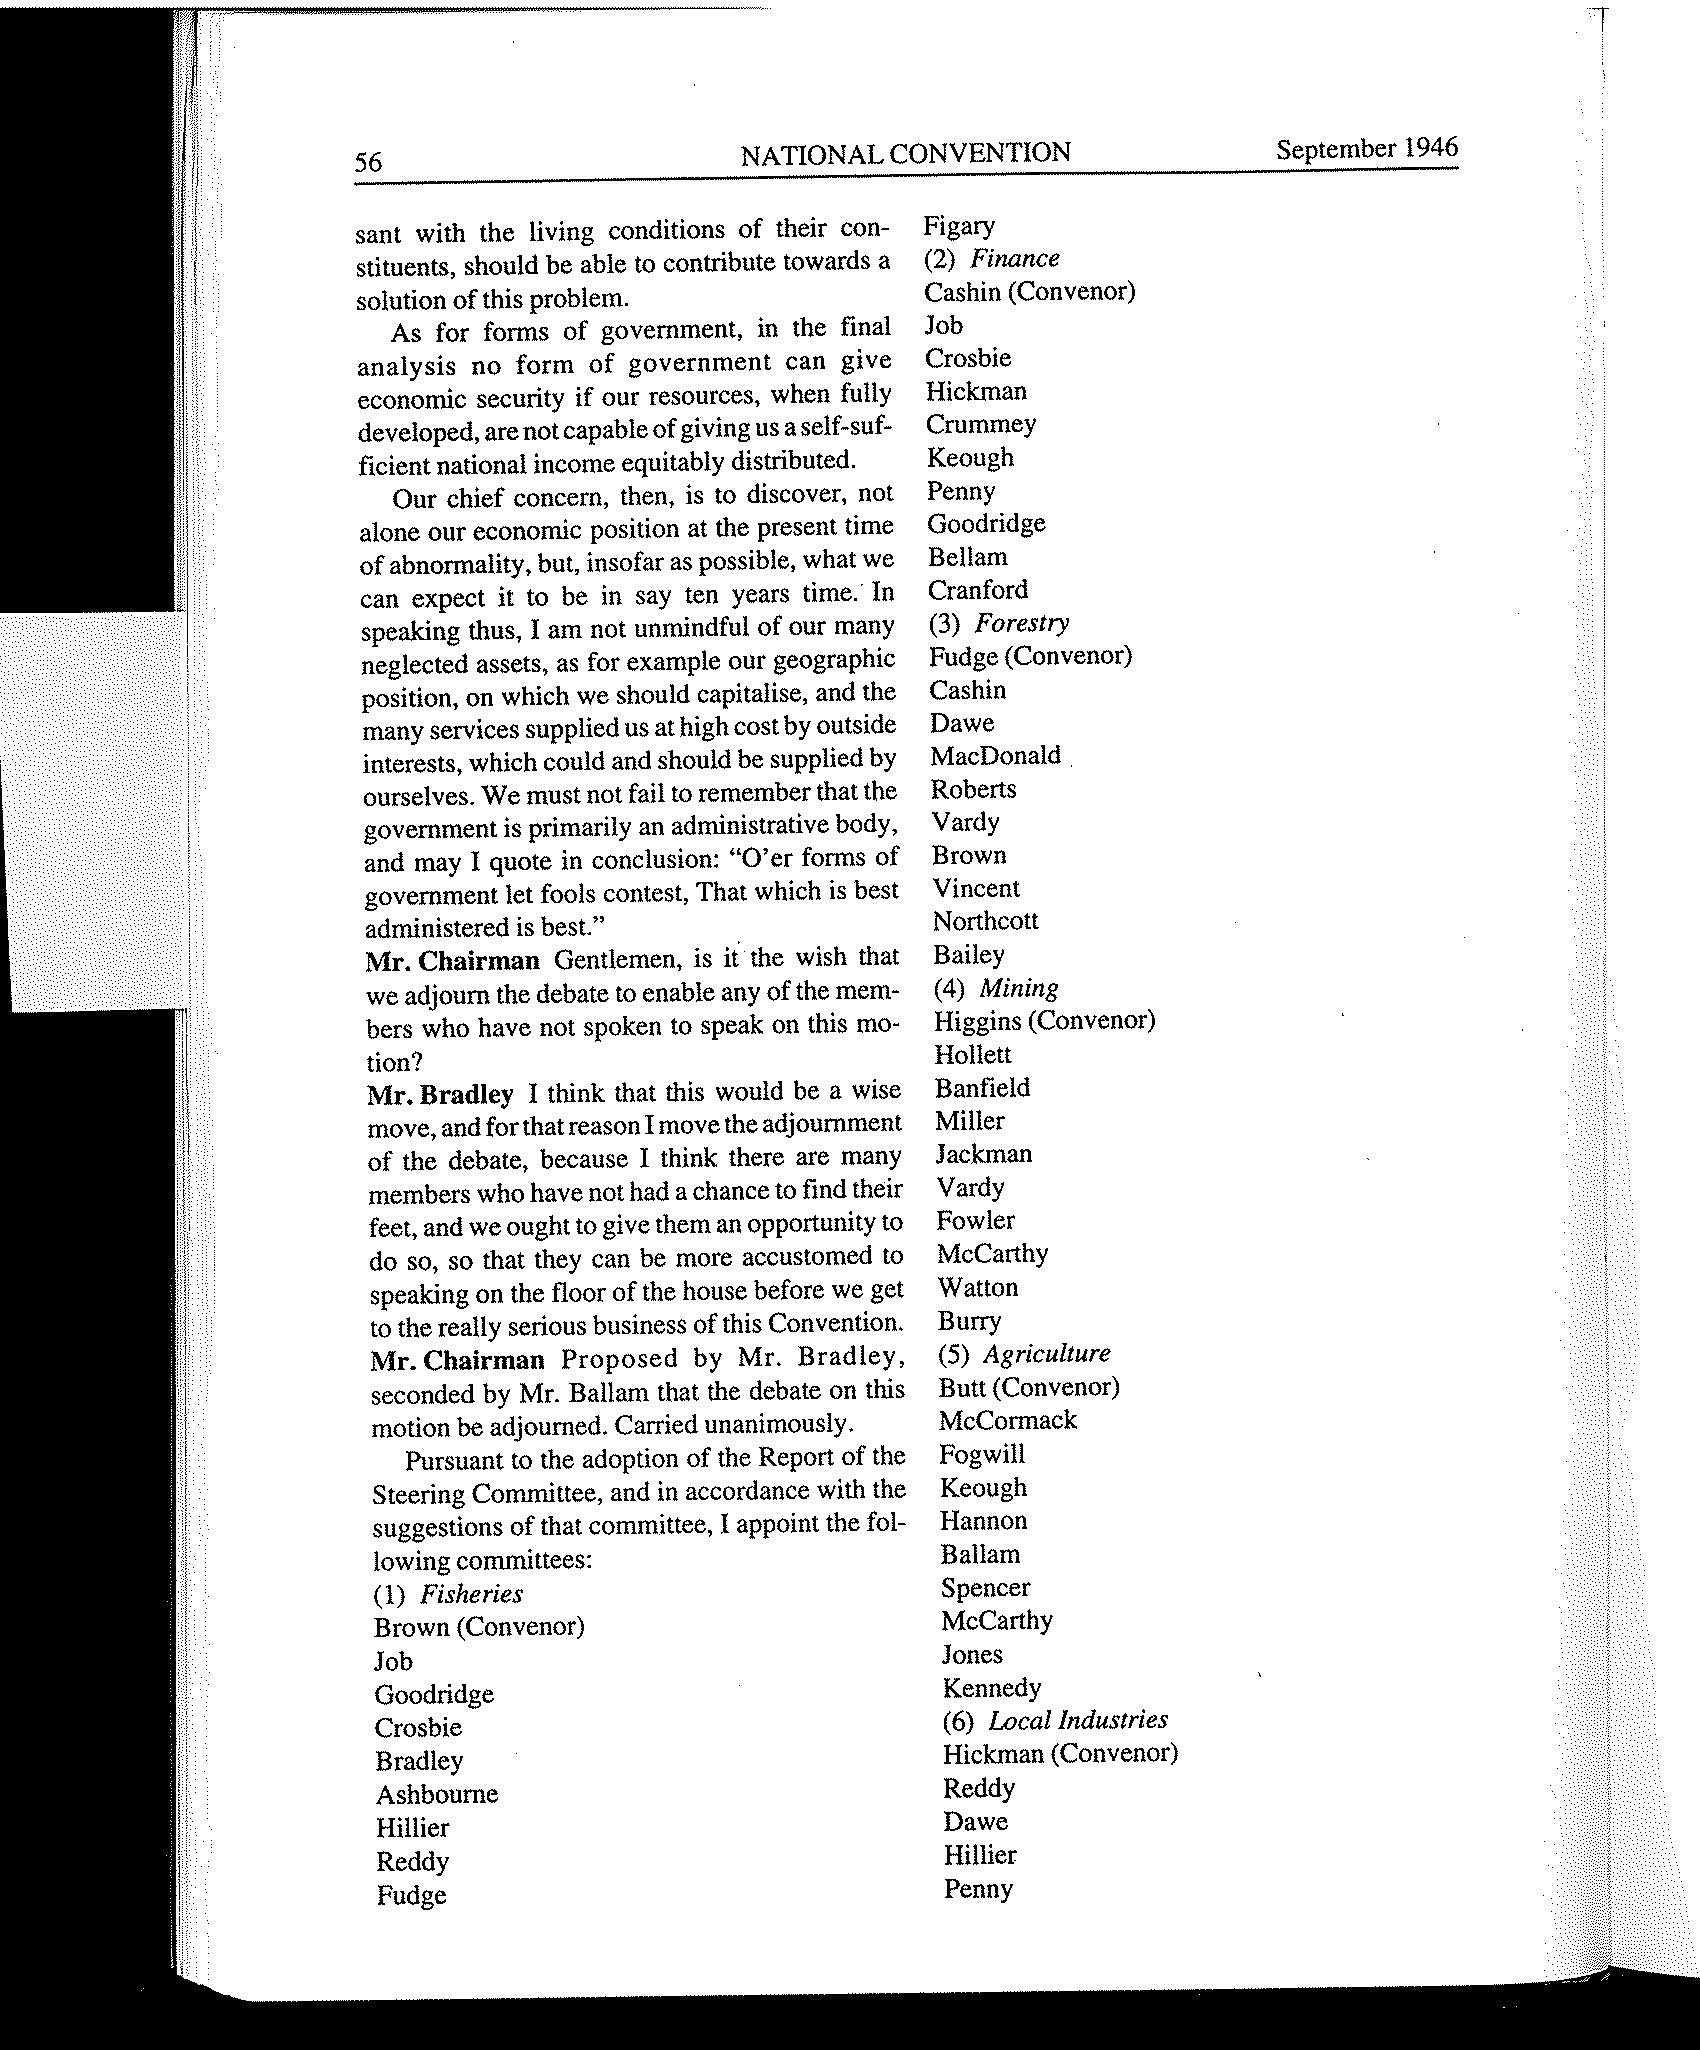 56 NATIONAL CONVENTION September 1946
sant with the living conditions of their con-
stituents, should be able to contribute towards a
solution of this problem.
As for forms of government, in the final
analysis no form of government can give
economic security if our resources, when fully
developed, are not capable of giving us a self-suf-
ficient national income equitably distributed.
Our chief concern, then, is to discover, not
alone our economic position at the present time
of abnormality, but, insofar as possible, what we
can expect it to be in say ten years time. In
speaking thus, I am not unmindful of our many
neglected assets, as for example our geographic
position, on which we should capitalise, and the
many services supplied us at high cost by outside
interests, which could and should be supplied by
ourselves. We must not fail to remember that the
government is primarily an administrative body,
and may I quote in conclusion: “O’er forms of
government let fools contest, That which is best
administered is best.”
Mr. Chairman Gentlemen, is it the wish that
we adjourn the debate to enable any of the mem-
bers who have not spoken to speak on this mo-
tion?
Mr. Bradley I think that this would be a wise
move, and for that reason I move the adjournment
of the debate, because I think there are many
members who have not had a chance to find their
feet, and we ought to give them an opportunity to
do so, so that they can be more accustomed to
speaking on the floor of the house before we get
to the really serious business of this Convention.
Mr. Chairman Proposed by Mr. Bradley,
seconded by Mr. Ballam that the debate on this
motion be adjourned. Carried unanimously.
Pursuant to the adoption of the Report of the
Steering Committee, and in accordance with the
suggestions of that committee, I appoint the fol-
lowing committees:
(1) Fisheries
Brown (Convenor)
Job
Goodridge
Crosbie
Bradley
Ashbourne
Hillier
Reddy
Fudge
Figary
(2) Finance
Cashin (Convenor)
Job
Crosbie
Hickman
Crummey
Keough
Penny
Goodridge
Bellam
Cranford
(3) Forestry
Fudge (Convenor)
Cashin
Dawe
MacDonald
Roberts
Vardy
Brown
Vincent
Northcott
Bailey
(4) Mining
Higgins (Convenor)
Hollett
Banfield
Miller
Jackman
Vardy
Fowler
McCarthy
Watton
Burry
(5) Agriculture
Butt (Convenor)
McCormack
Fogwill
Keough
Hannon
Ballam
Spencer
McCarthy
Jones
Kennedy
(6) Local Industries
Hickman (Convenor)
Reddy
Dawe
Hillier
Penny